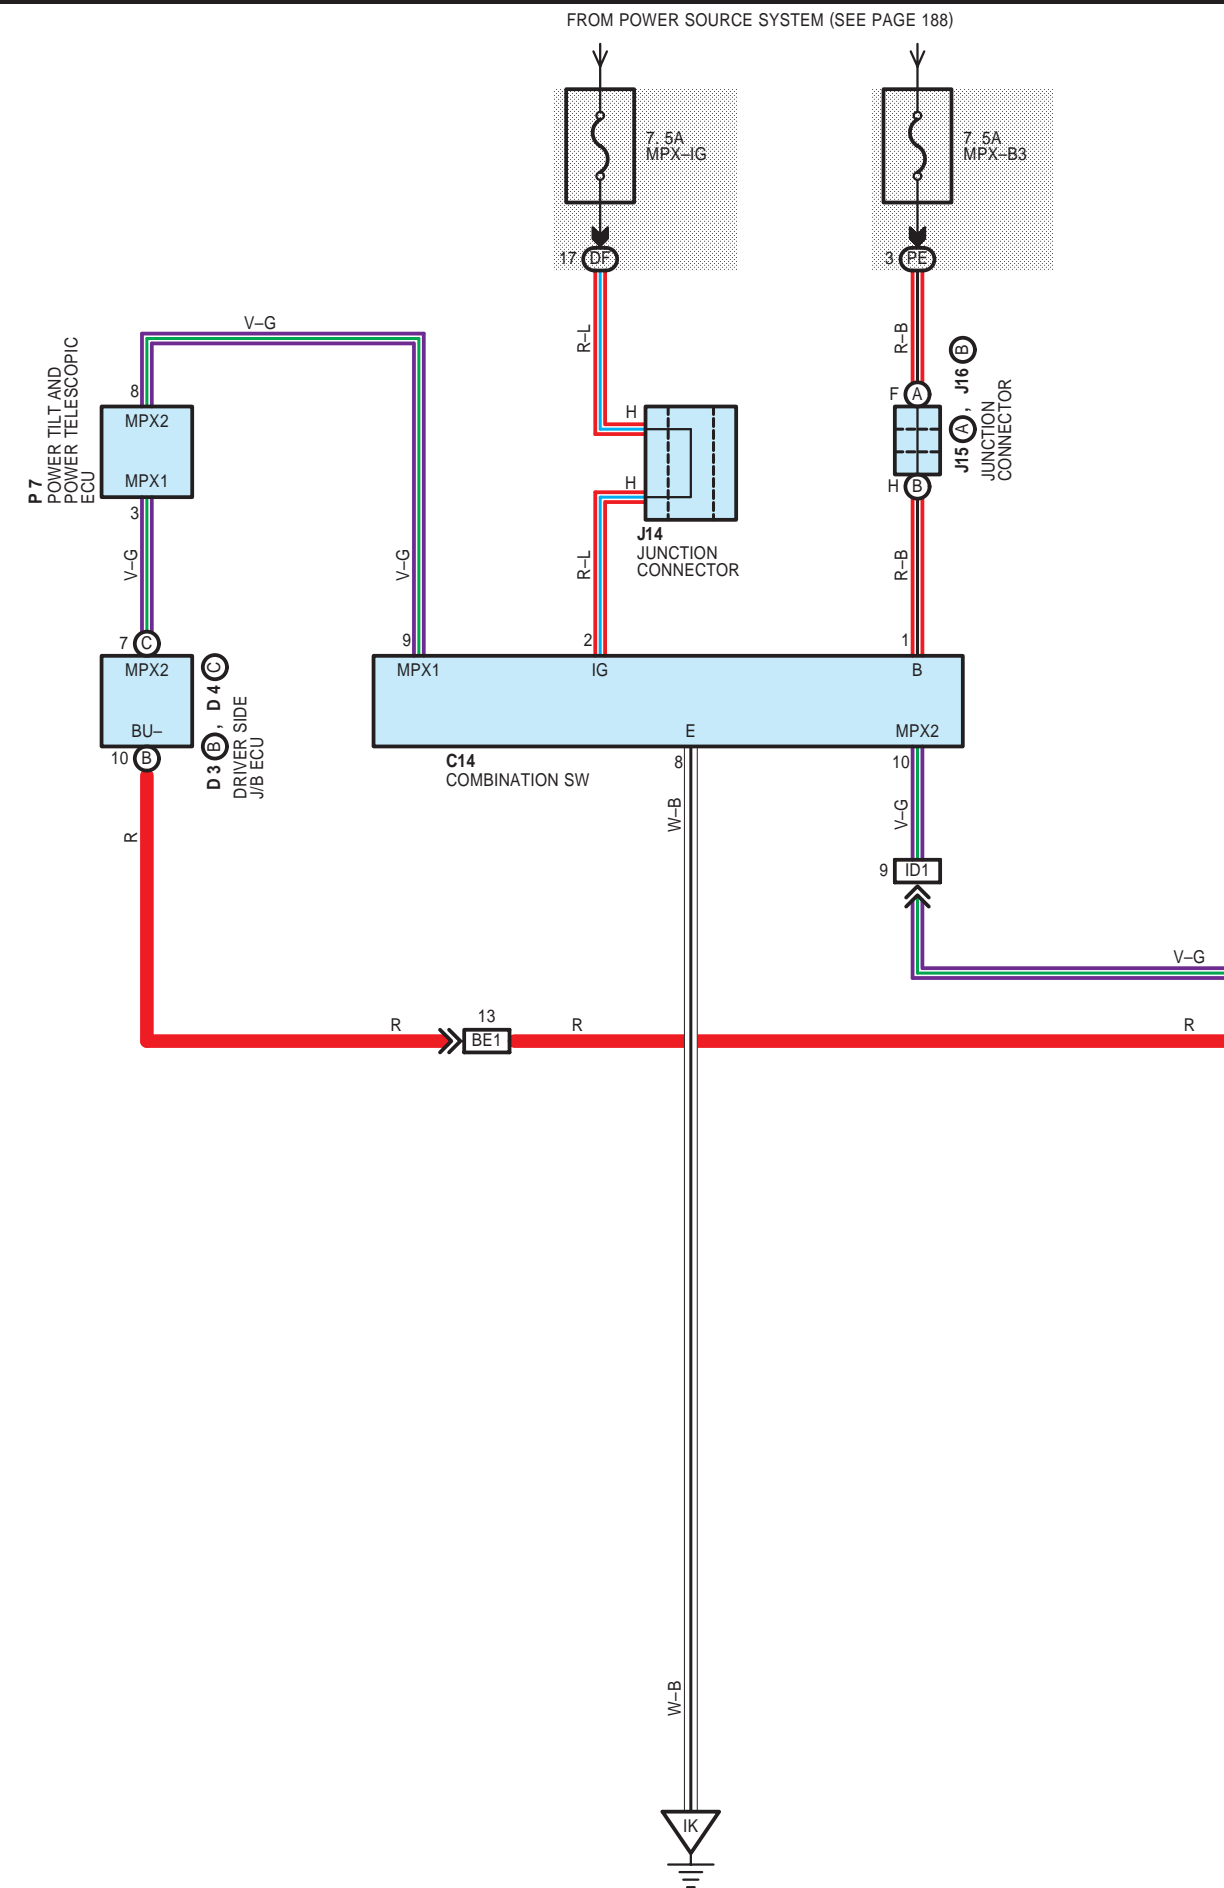 FROM POWER SOURCE SYSTEM (SEE PAGE 188)
7. 5A
MPX–IG
7. 5A
MPX–B3
17 DF
3 PE
V–G
R–L
R–B
P 7
POWER TILT AND
POWER TELESCOPIC
ECU
8
MPX2
MPX1
3
H
H
J14
JUNCTION
CONNECTOR
F A
H B
J15 A , J16 B
JUNCTION
CONNECTOR
V–G
V–G
R–L
R–B
7 C
MPX2
BU–
10 B
D 3 B , D 4 C
DRIVER SIDE
J/B ECU
9
2
1
MPX1
IG
B
E
MPX2
C14
COMBINATION SW
8
10
R
W–B
V–G
9 ID1
V–G
R
13
BE1
R
R
W–B
IK